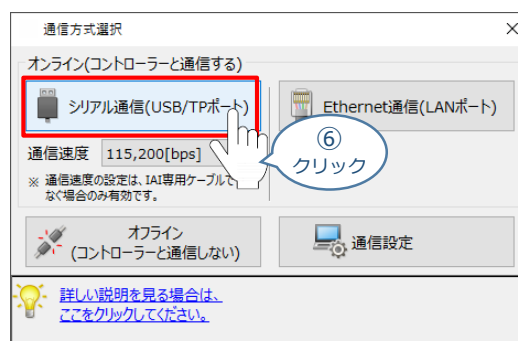 通信方式選択
オンライン(コントローラーと通信する)
シリアル通信(USB/TPポート)
Ethernet通信(LANポート)
通信速度 115,200[bps]
⑥
クリック
※ 通信速度の設定は、IAI専用ケーブルで
なぐ場合のみ有効です。
オフライン
(コントローラーと通信しない)
通信設定
詳しい説明を見る場合は、
ここをクリックしてください。